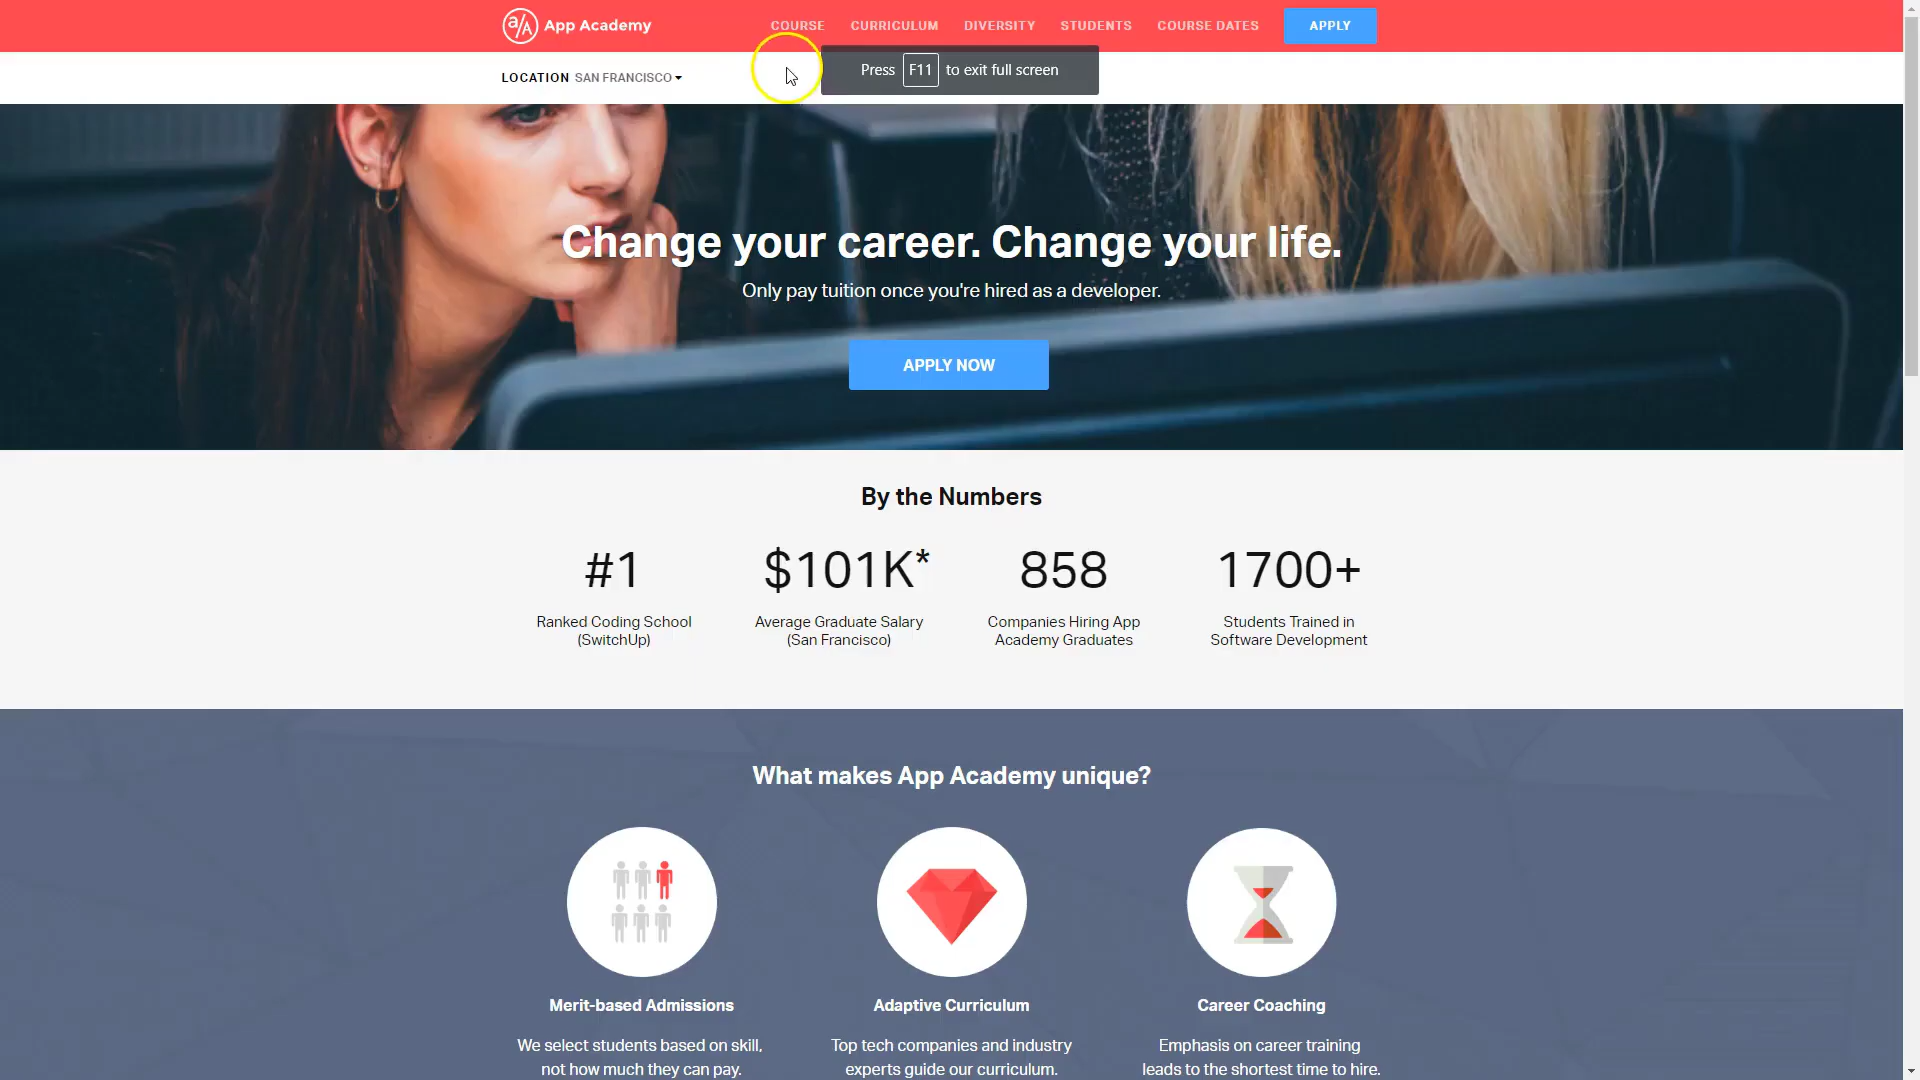 a/A App Academy
COURSE CURRICULUM DIVERSITY STUDENTS COURSE DATES APPLY
Press F11 to exit full screen
LOCATION SAN FRANCISCO
Change your career. Change your life.
Only pay tuition once you're hired as a developer.
APPLY NOW
By the Numbers
#1 $101K* 858 1700+
Ranked Coding School
(SwitchUp)
Average Graduate Salary
(San Francisco)
Companies Hiring App
Academy Graduates
Students Trained in
Software Development
What makes App Academy unique?
Merit-based Admissions
We select students based on skill,
not how much they can pay.
Adaptive Curriculum
Top tech companies and industry
experts guide our curriculum.
Career Coaching
Emphasis on career training
leads to the shortest time to hire.